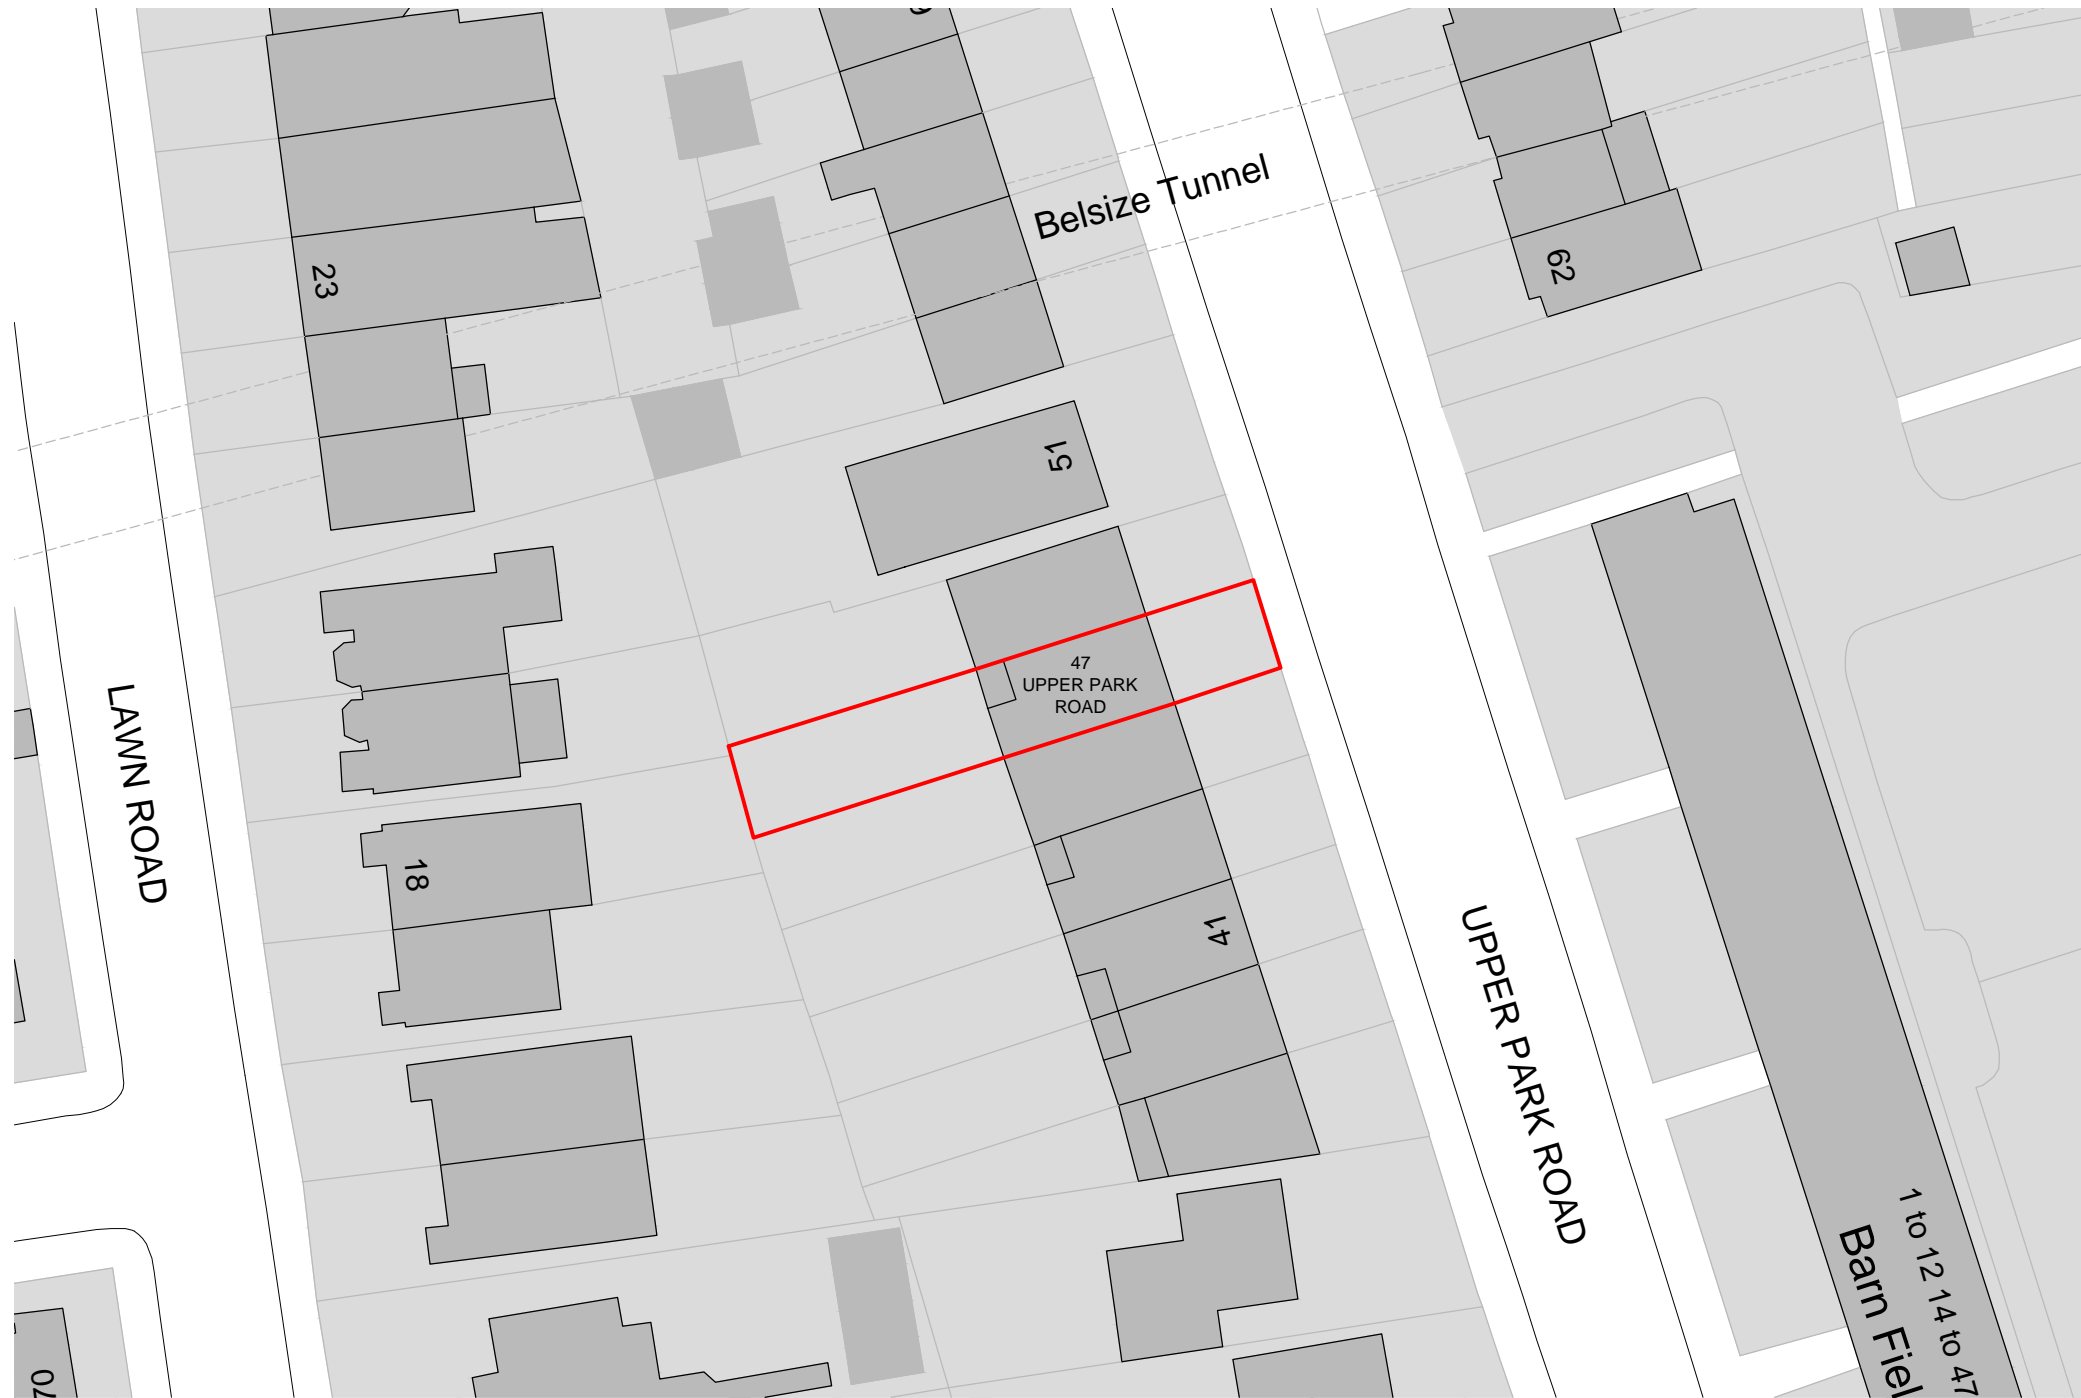 Belsize Tunnel
23
62
51
47
UPPER PARK
ROAD
LAWN ROAD
18
41
UPPER PARK ROAD
1 to 12 14 to 47
Barn Fiel
70